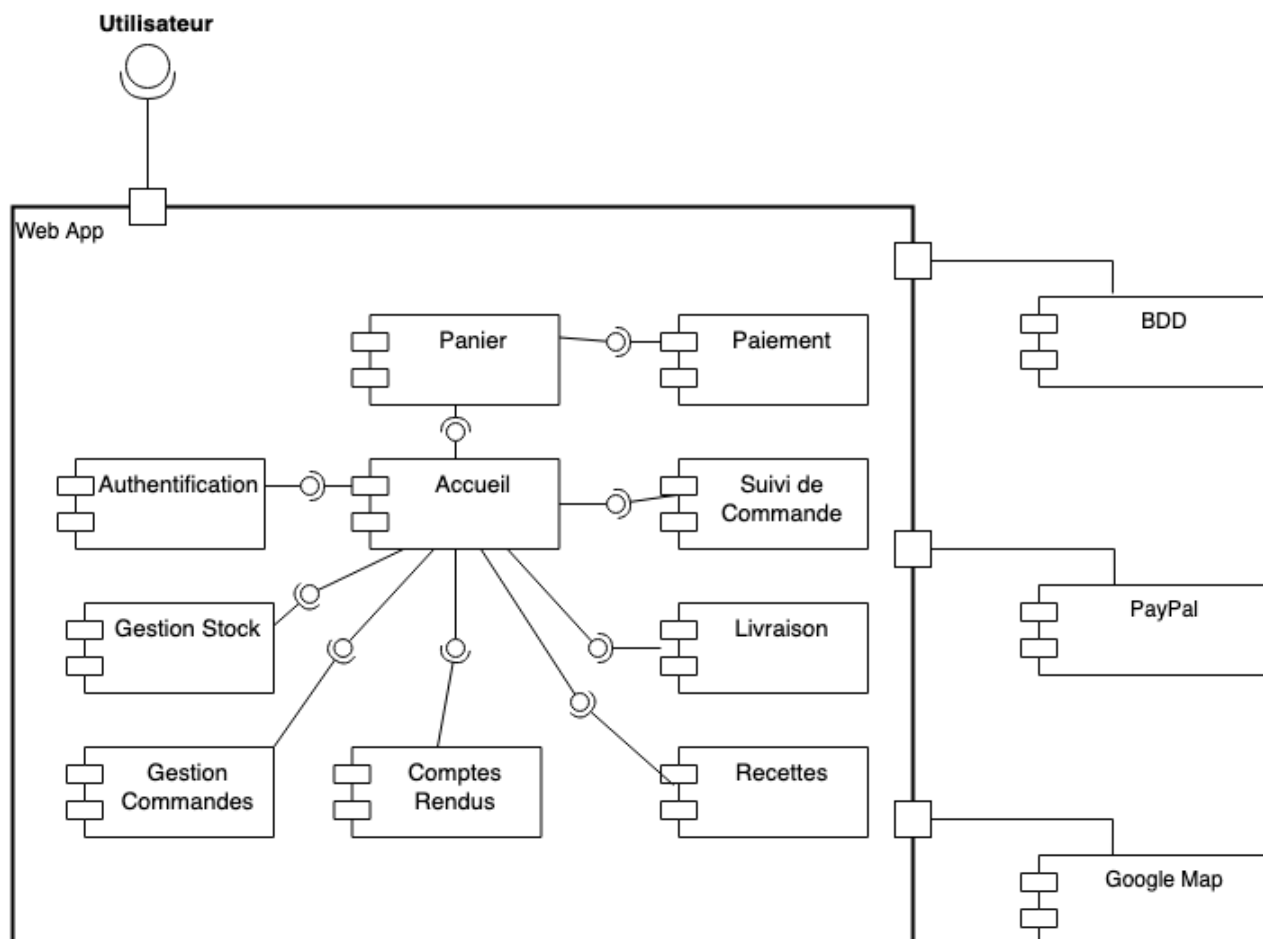 Utilisateur
Web App
Panier
Paiement
BDD
Authentification
Accueil
Suivi de
Commande
Gestion Stock
Livraison
PayPal
Gestion
Commandes
Comptes
Rendus
Recettes
Google Map